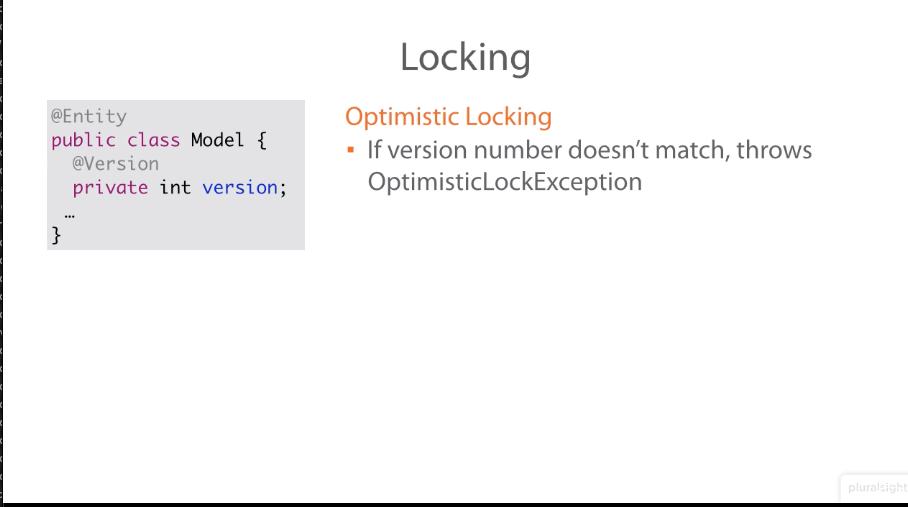 Locking
@Entity
public class Model {
@Version
private int version;
…
}
Optimistic Locking
▪ If version number doesn’t match, throws
OptimisticLockException
pluralsight